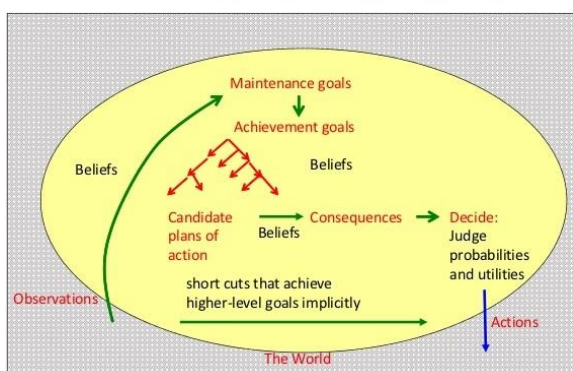 Maintenance goals
Achievement goals
Beliefs
Beliefs
Candidate
plans of
action
Beliefs
Consequences
Decide:
Judge
probabilities
and utilities
short cuts that achieve
higher-level goals implicitly
Observations
Actions
The World